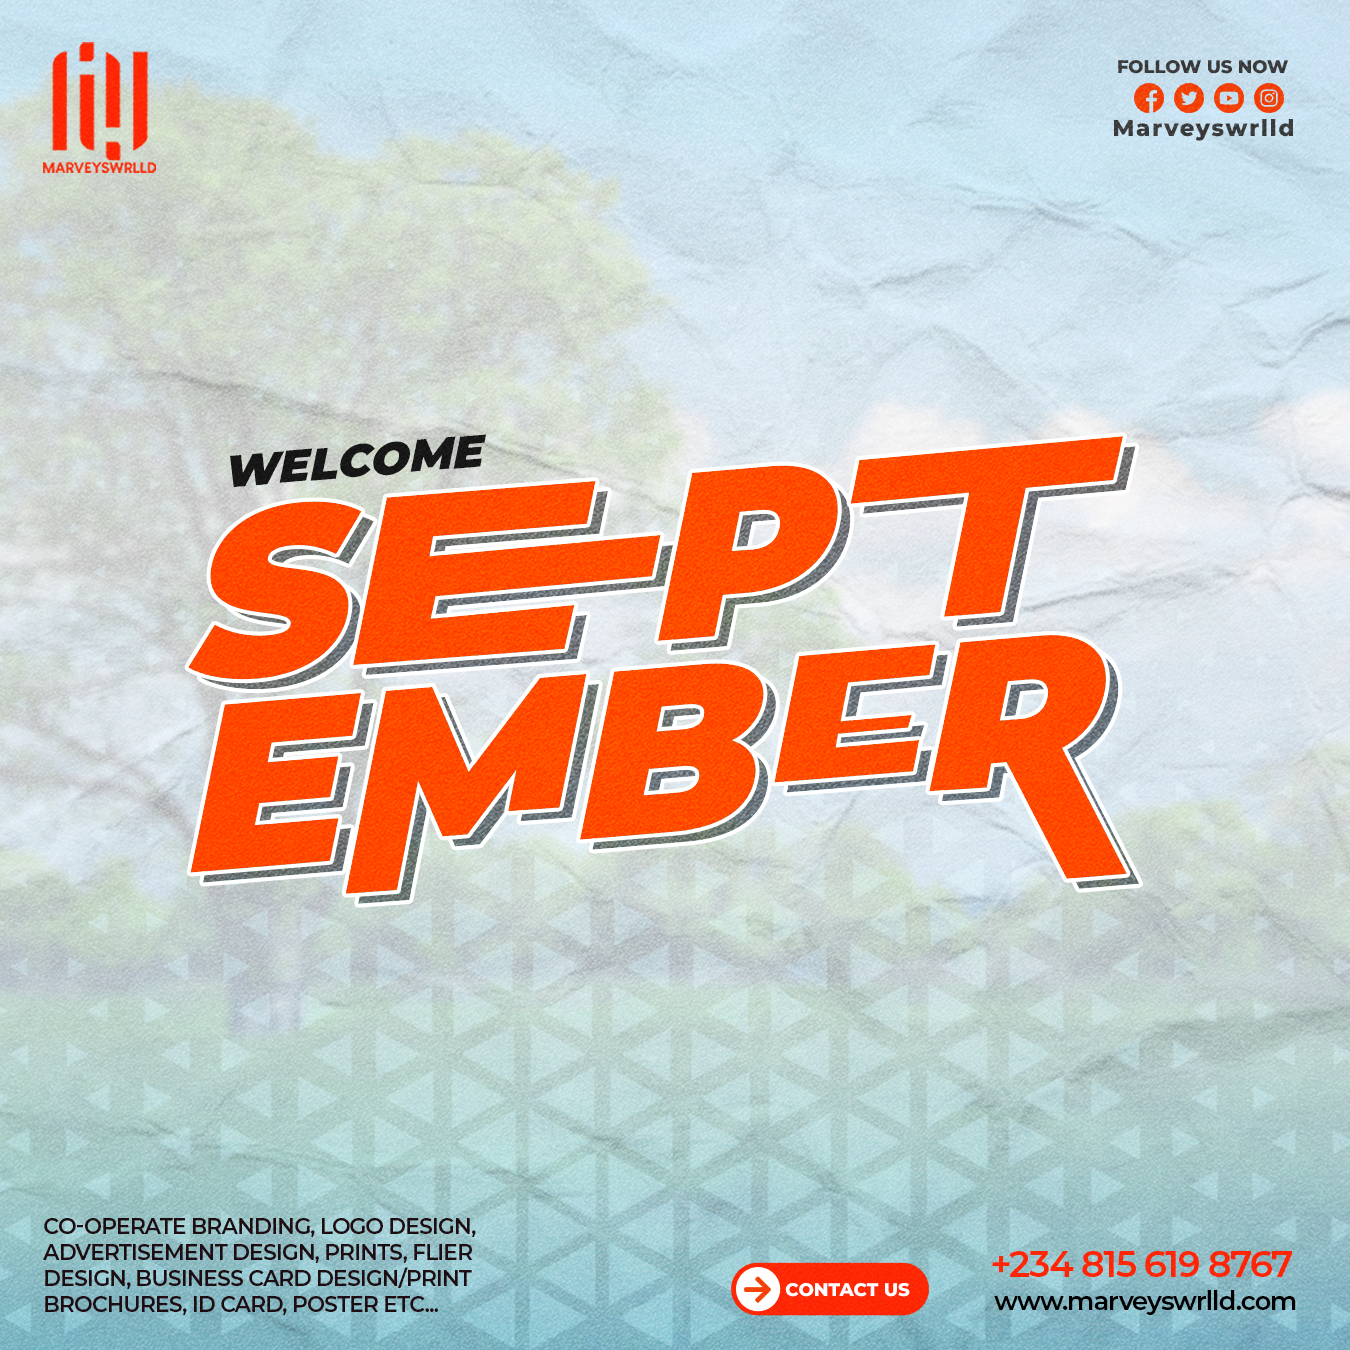 MARVEYSWRLLD
FOLLOW US NOW
Marveyswrlld
WELCOME
SEPT
EMBER
CO-OPERATE BRANDING, LOGO DESIGN,
ADVERTISEMENT DESIGN, PRINTS, FLIER
DESIGN, BUSINESS CARD DESIGN/PRINT
BROCHURES, ID CARD, POSTER ETC...
CONTACT US
+234 815 619 8767
www.marveyswrlld.com